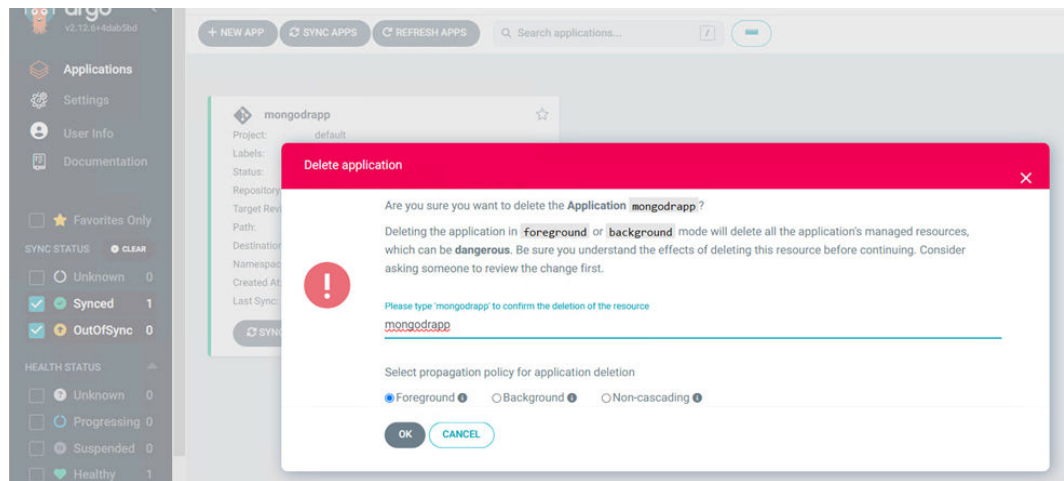 argo
v2.12.6+4dab5bd
+ NEW APP SYNC APPS REFRESH APPS Search applications... /
Applications
Settings
User Info
Documentation
Favorites Only
SYNC STATUS CLEAR
Unknown 0
Synced 1
OutOfSync 0
HEALTH STATUS
Unknown 0
Progressing 0
Suspended 0
Healthy 1
mongodrapp
Project: default
Labels:
Status:
Repository
Target Revi
Path:
Destination
Namespac
Created At:
Last Sync:
SYN
Delete application
Are you sure you want to delete the Application mongodrapp ?
Deleting the application in foreground or background mode will delete all the application's managed resources,
which can be dangerous. Be sure you understand the effects of deleting this resource before continuing. Consider
asking someone to review the change first.
Please type 'mongodrapp' to confirm the deletion of the resource
mongodrapp
Select propagation policy for application deletion
Foreground Background Non-cascading
OK CANCEL